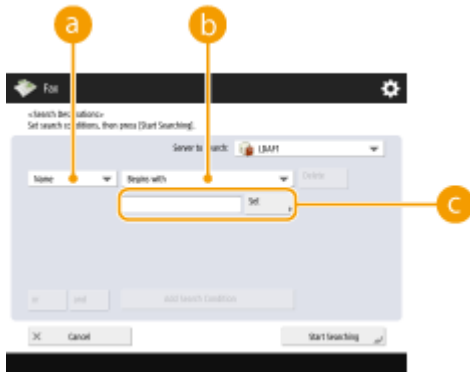 a
b
Fax
<Search Destinations>
Set search conditions, then press [Start Searching].
Server to Search:
LDAP1
Name
Begins with
Delete
Set
c
or
and
Add Search Condition
Cancel
Start Searching